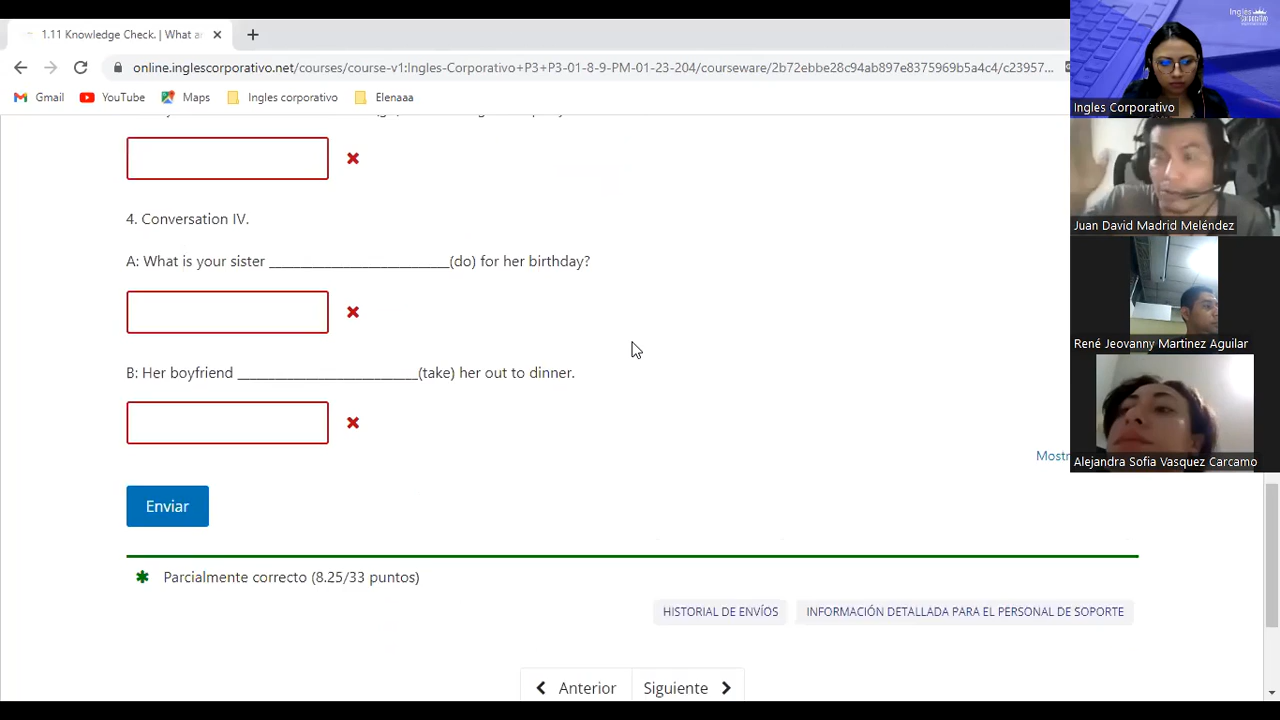 1.11 Knowledge Check. | What a
online.inglescorporativo.net/courses/course-v1:Ingles-Corporativo+P3+P3-01-8-9-PM-01-23-204/courseware/2b72ebbe28c94ab897e8375969b5a4c4/c23957...
Gmail
YouTube
Maps
Ingles corporativo
Elenaaa
4. Conversation IV.
A: What is your sister __________________________(do) for her birthday?
B: Her boyfriend __________________________(take) her out to dinner.
Mostr
Enviar
Parcialmente correcto (8.25/33 puntos)
HISTORIAL DE ENVÍOS
INFORMACIÓN DETALLADA PARA EL PERSONAL DE SOPORTE
Anterior
Siguiente
Ingles Corporativo
Juan David Madrid Meléndez
René Jeovanny Martinez Aguilar
Alejandra Sofia Vasquez Carcamo